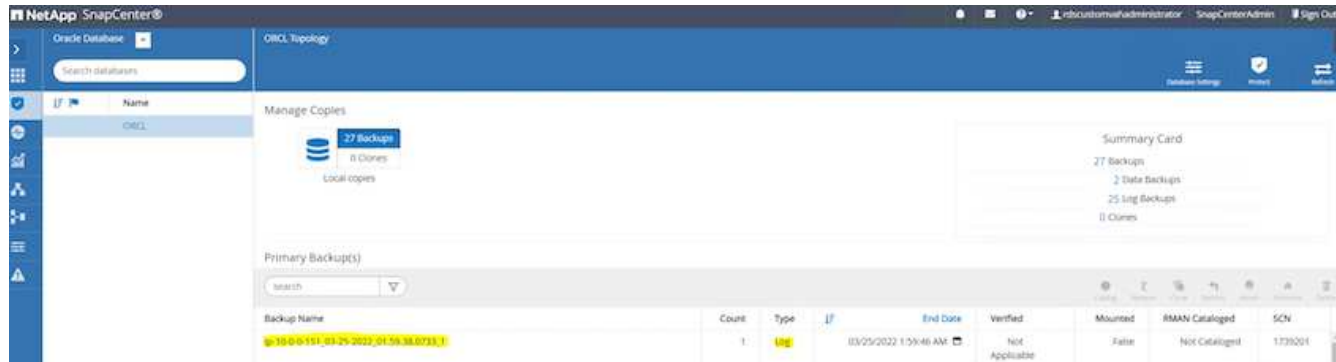 NetApp SnapCenter®
rdscustomval\administrator SnapCenterAdmin Sign Out
Oracle Database
ORCL Topology
Search databases
Database Settings Protect Refresh
Name
ORCL
Manage Copies
27 Backups
0 Clones
Local copies
Summary Card
27 Backups
2 Data Backups
25 Log Backups
0 Clones
Primary Backup(s)
search
Backup Name Count Type IF End Date Verified Mounted RMAN Cataloged SCN
ip-10-0-0-151_03-25-2022_01.59.38.0733_1 1 Log 03/25/2022 1:59:46 AM Not Applicable False Not Cataloged 1739201